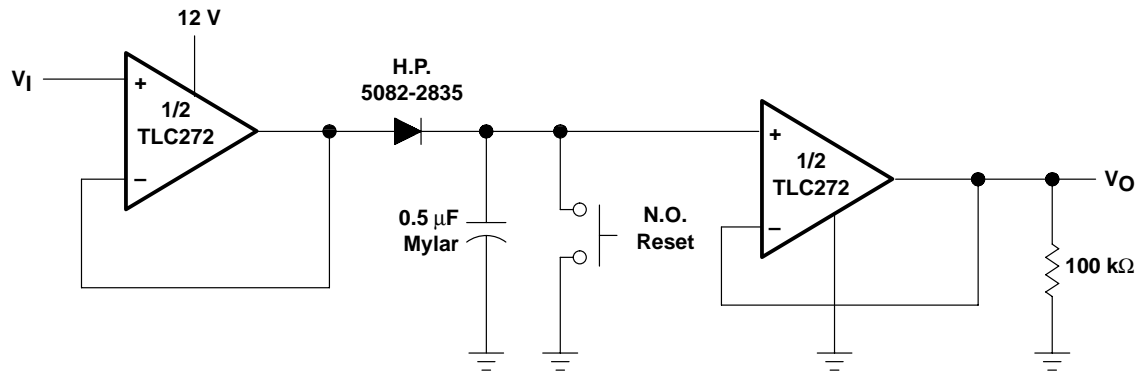 12 V
VI
+
1/2
TLC272
−
H.P.
5082-2835
0.5 μF
Mylar
N.O.
Reset
+
1/2
TLC272
−
VO
100 kΩ